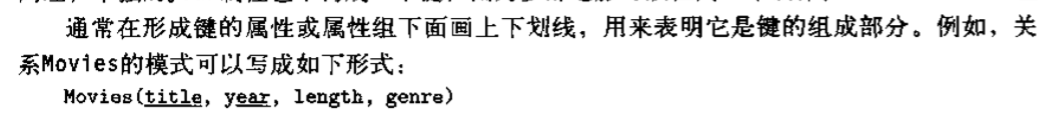 通常在形成键的属性或属性组下面画上下划线，用来表明它是键的组成部分。例如，关
系Movies的模式可以写成如下形式：
Movies(title, year, length, genre)